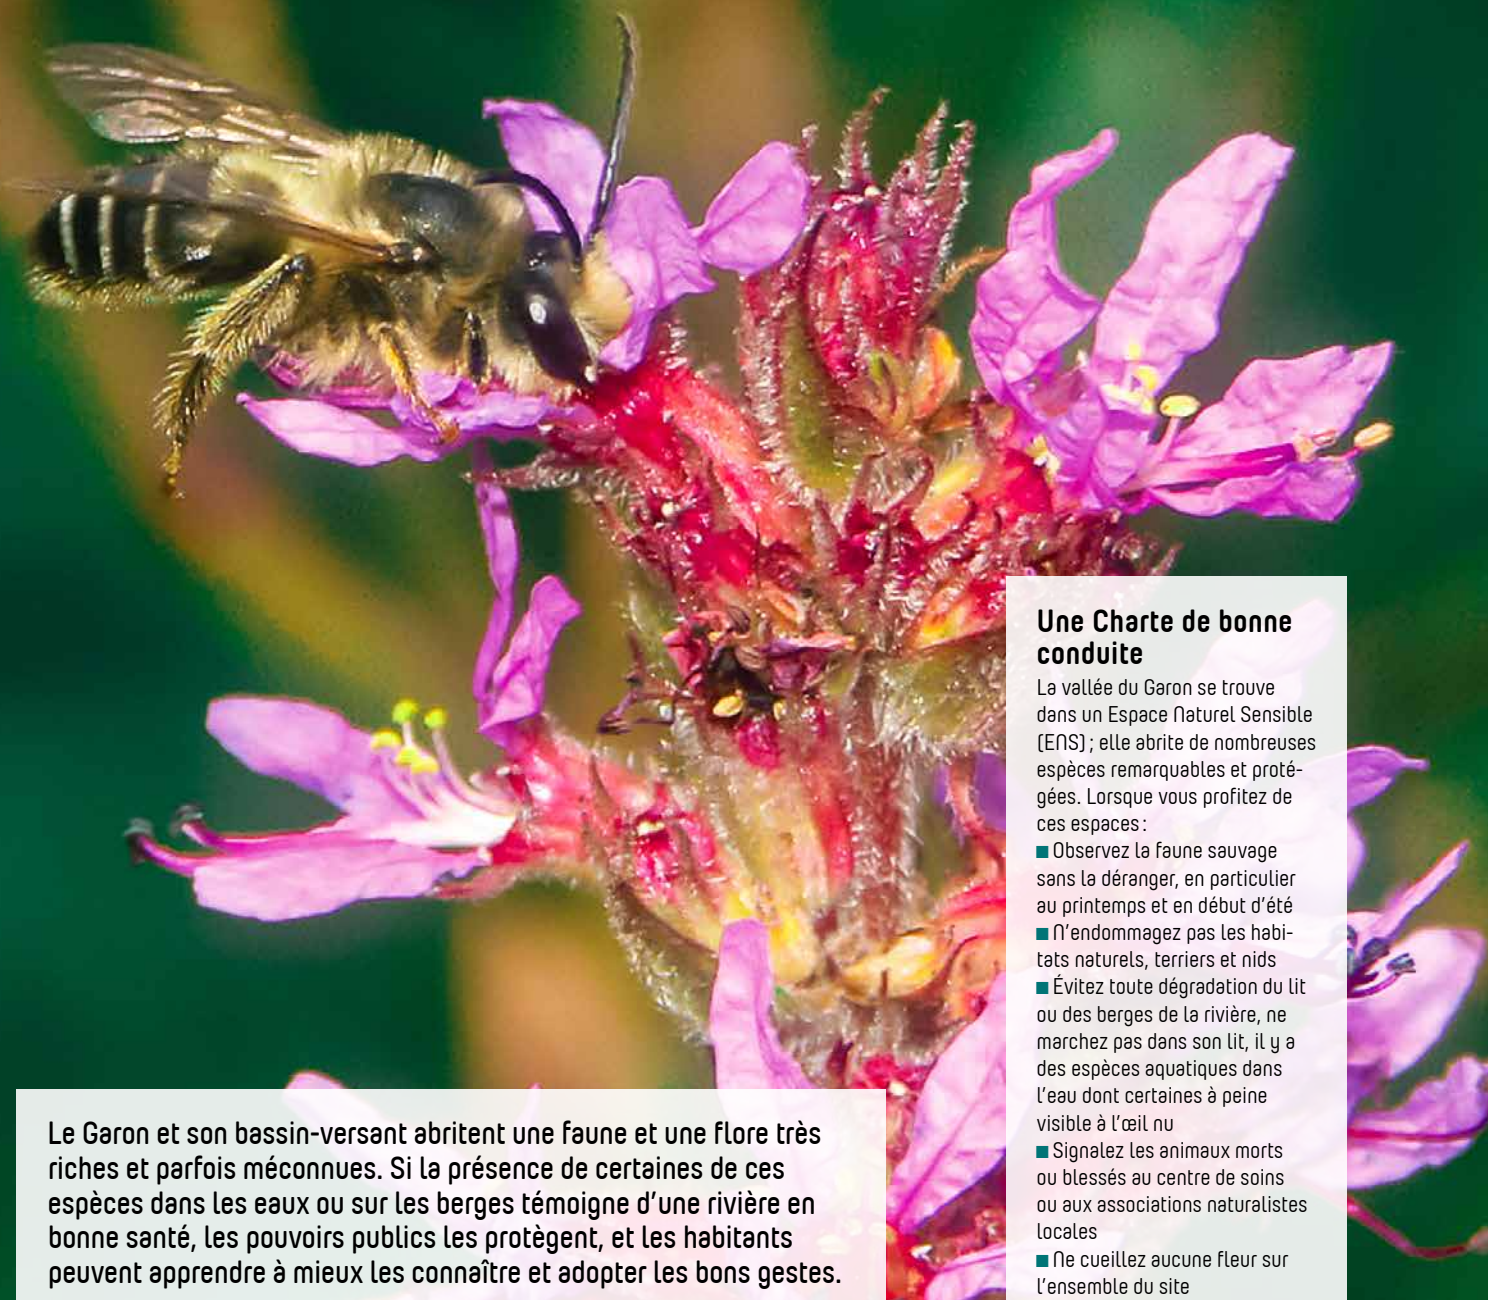 Une Charte de bonne
conduite
La vallée du Garon se trouve
dans un Espace Naturel Sensible
(ENS) ; elle abrite de nombreuses
espèces remarquables et proté-
gées. Lorsque vous profitez de
ces espaces :
■ Observez la faune sauvage
sans la déranger, en particulier
au printemps et en début d'été
■ N'endommagez pas les habi-
tats naturels, terriers et nids
■ Évitez toute dégradation du lit
ou des berges de la rivière, ne
marchez pas dans son lit, il y a
des espèces aquatiques dans
l'eau dont certaines à peine
visible à l'œil nu
■ Signalez les animaux morts
ou blessés au centre de soins
ou aux associations naturalistes
locales
■ Ne cueillez aucune fleur sur
l'ensemble du site
Le Garon et son bassin-versant abritent une faune et une flore très
riches et parfois méconnues. Si la présence de certaines de ces
espèces dans les eaux ou sur les berges témoigne d'une rivière en
bonne santé, les pouvoirs publics les protègent, et les habitants
peuvent apprendre à mieux les connaître et adopter les bons gestes.